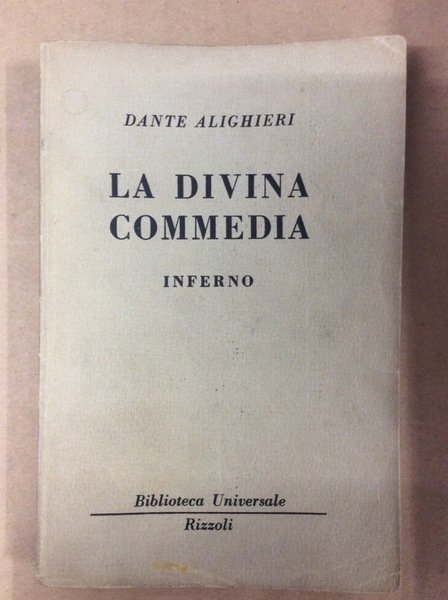 DANTE ALIGHIERI
LA DIVINA
COMMEDIA
INFERNO
Biblioteca Universale
Rizzoli